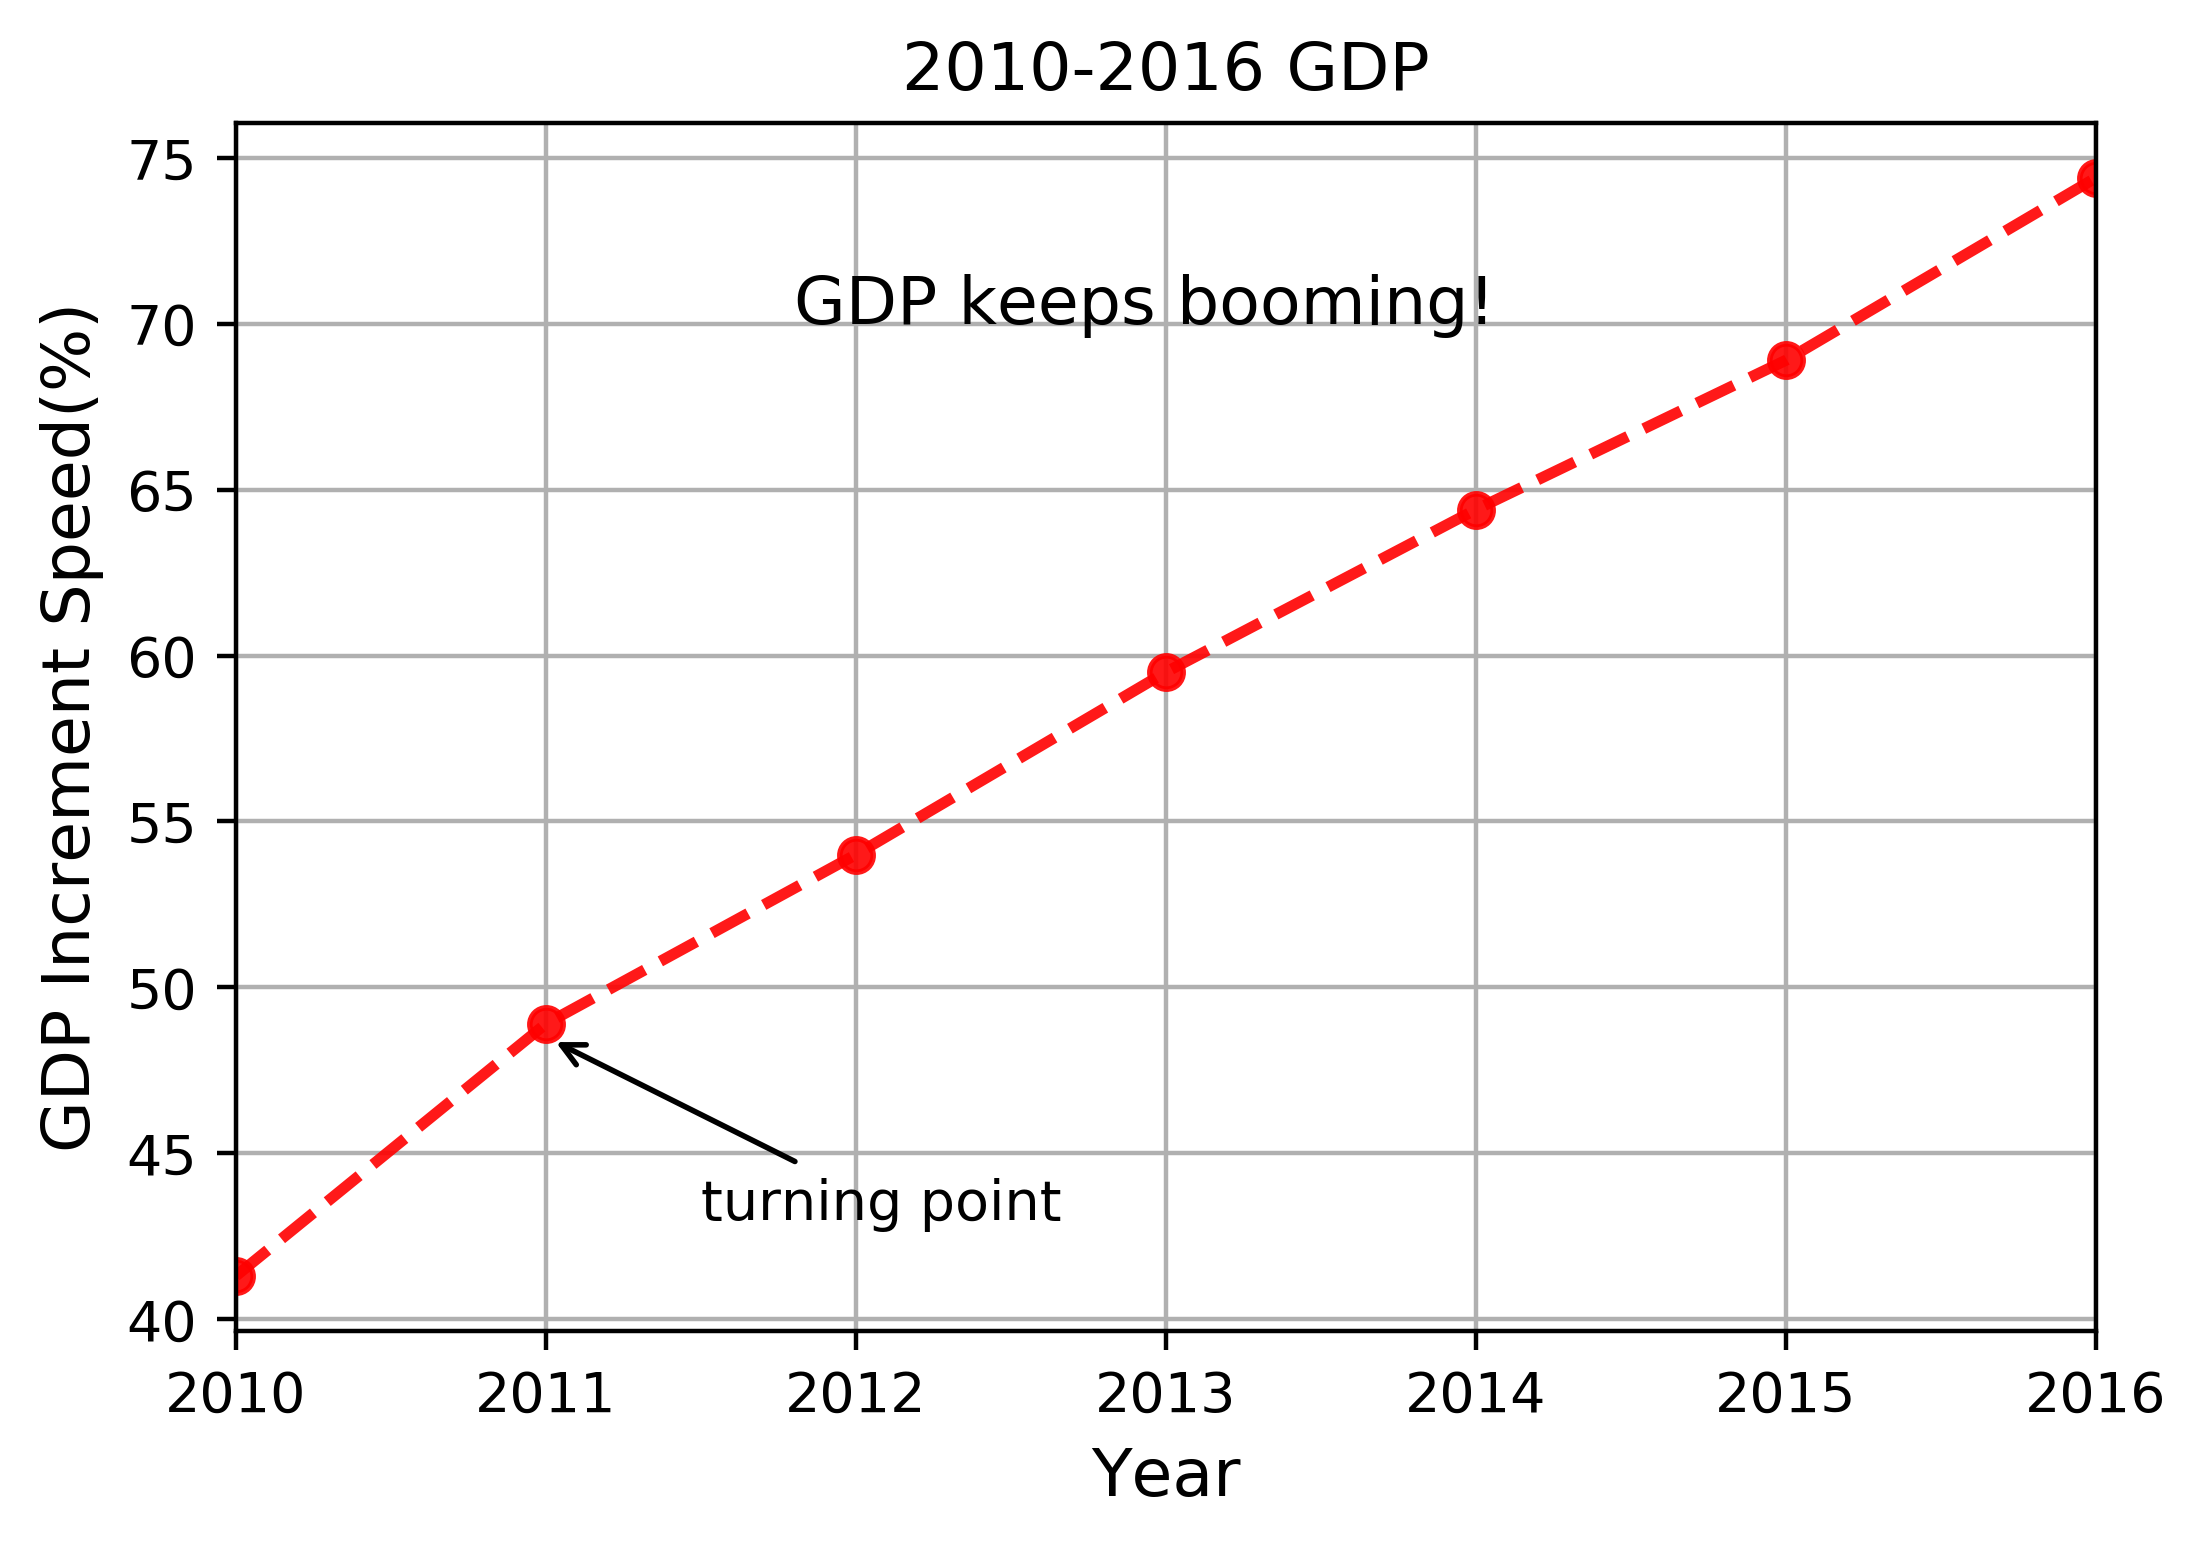 2010-2016 GDP
GDP Increment Speed(%)
75
70
65
60
55
50
45
40
GDP keeps booming!
turning point
2010 2011 2012 2013 2014 2015 2016
Year